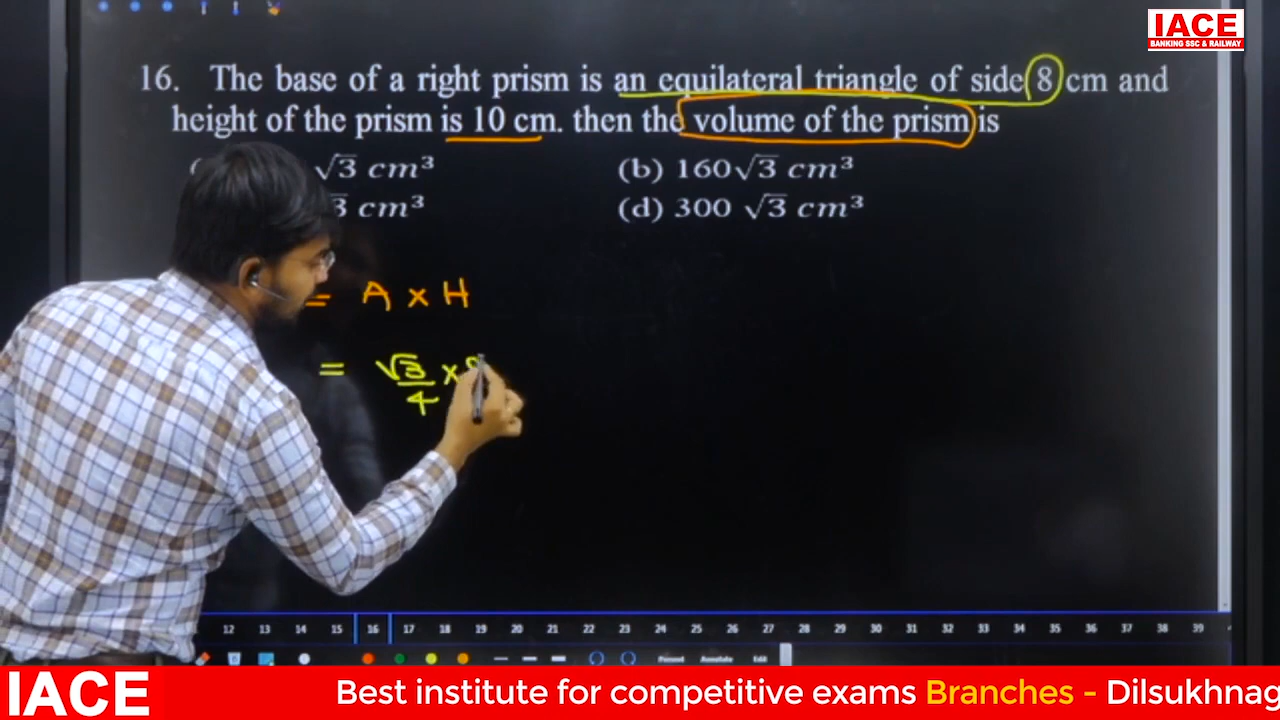 IACE
BANKING SSC & RAILWAY
16. The base of a right prism is an equilateral triangle of side 8 cm and
height of the prism is 10 cm. then the volume of the prism is
√3 cm³ (b) 160√3 cm³
cm³ (d) 300 √3 cm³
= A × H
= √3/4 ×
12 13 14 15 16 17 18 19 20 21 22 23 24 25 26 27 28 29 30 31 32 33 34 35 36 37 38 39
Present Annotate Edit
IACE Best institute for competitive exams Branches - Dilsukhnag